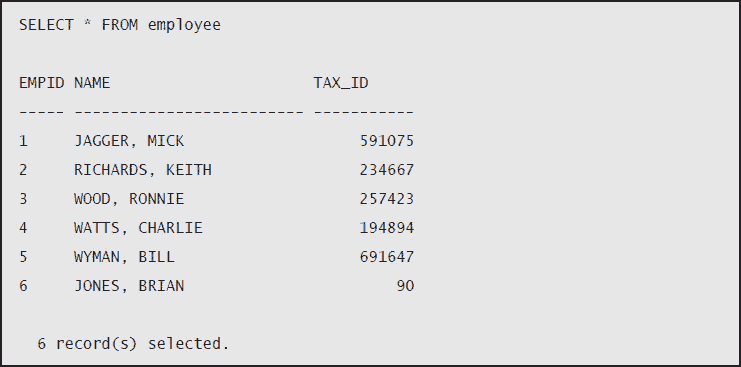 SELECT * FROM employee
EMPID NAME                      TAX_ID
----- ------------------------- -----------
1     JAGGER, MICK                   591075
2     RICHARDS, KEITH                234667
3     WOOD, RONNIE                   257423
4     WATTS, CHARLIE                 194894
5     WYMAN, BILL                    691647
6     JONES, BRIAN                       90
  6 record(s) selected.